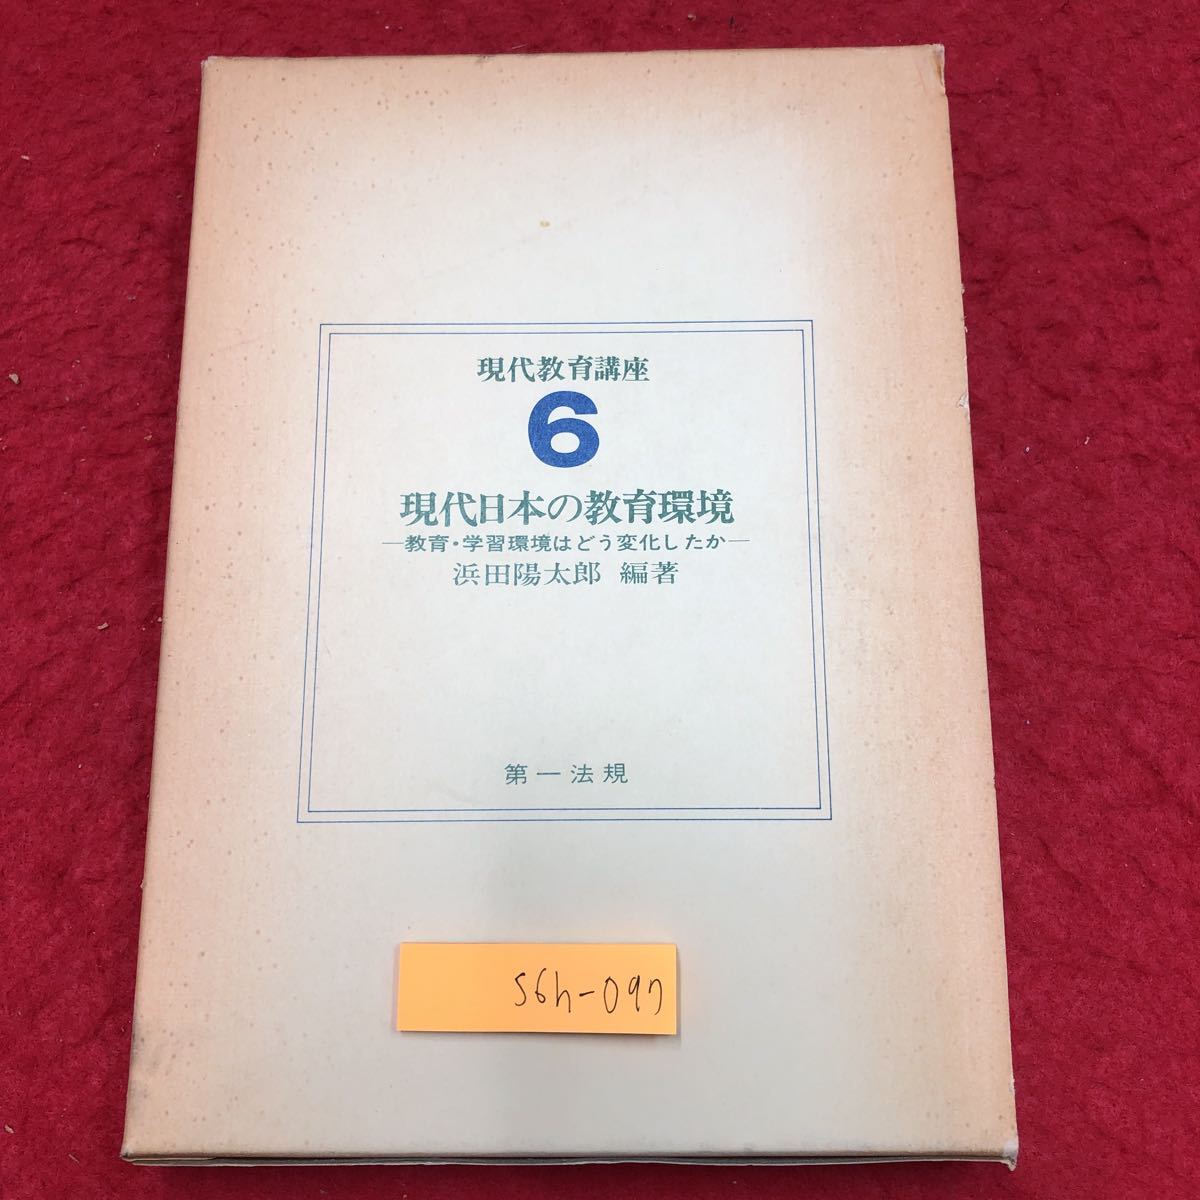 現代教育講座
6
現代日本の教育環境
—教育・学習環境はどう変化したか—
浜田陽太郎 編著
第一法規
S6h-097